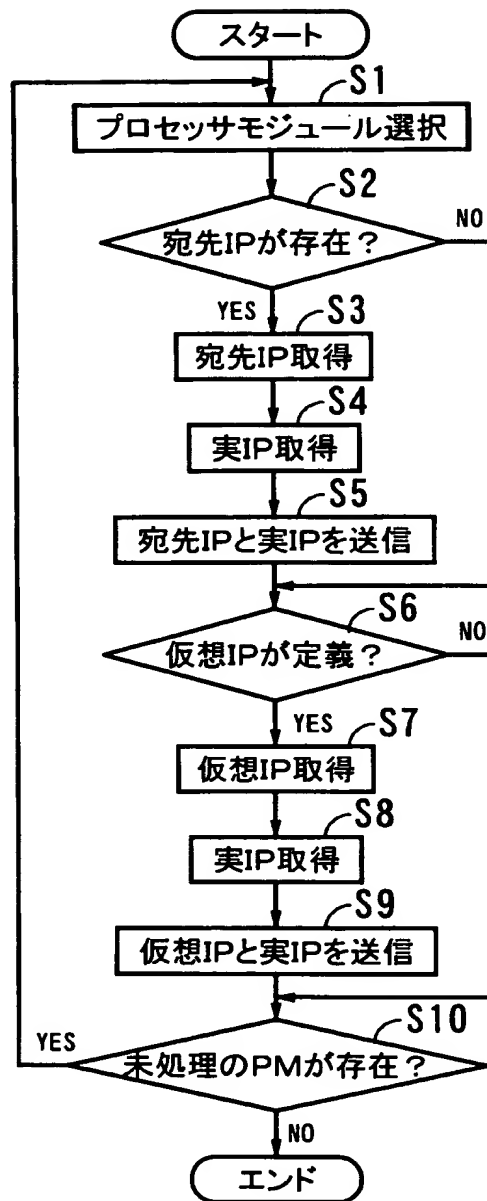 スタート
S1
プロセッサモジュール選択
S2
宛先IPが存在?
NO
YES
S3
宛先IP取得
S4
実IP取得
S5
宛先IPと実IPを送信
S6
仮想IPが定義?
NO
YES
S7
仮想IP取得
S8
実IP取得
S9
仮想IPと実IPを送信
S10
YES
未処理のPMが存在?
NO
エンド